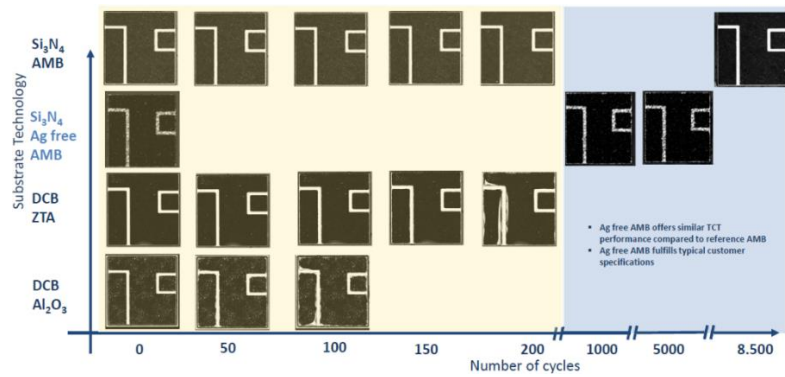 Substrate Technology
Si₃N₄
AMB
Si₃N₄
Ag free
AMB
DCB
ZTA
DCB
Al₂O₃
• Ag free AMB offers similar TCT
performance compared to reference AMB
• Ag free AMB fulfills typical customer
specifications
0 50 100 150 200 1000 5000 8.500
Number of cycles